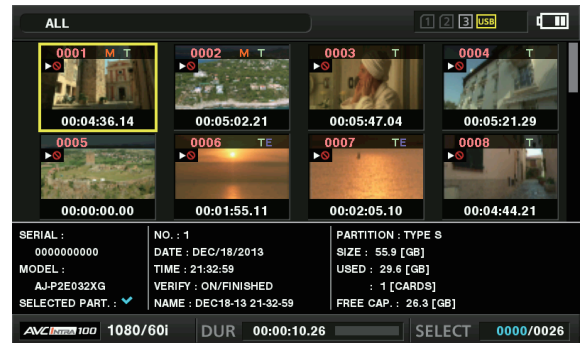 ALL 1 2 3 USB
0001 M T 0002 M T 0003 T 0004 T
00:04:36.14 00:05:02.21 00:05:47.04 00:05:21.29
0005 0006 TE 0007 TE 0008 T
00:00:00.00 00:01:55.11 00:02:05.10 00:04:44.21
SERIAL :
0000000000
MODEL :
AJ-P2E032XG
SELECTED PART. :
NO. : 1
DATE : DEC/18/2013
TIME : 21:32:59
VERIFY : ON/FINISHED
NAME : DEC18-13 21-32-59
PARTITION : TYPE S
SIZE : 55.9 [GB]
USED : 29.6 [GB]
: 1 [CARDS]
FREE CAP. : 26.3 [GB]
AVC INTRA 100 1080/60i DUR 00:00:10.26 SELECT 0000/0026